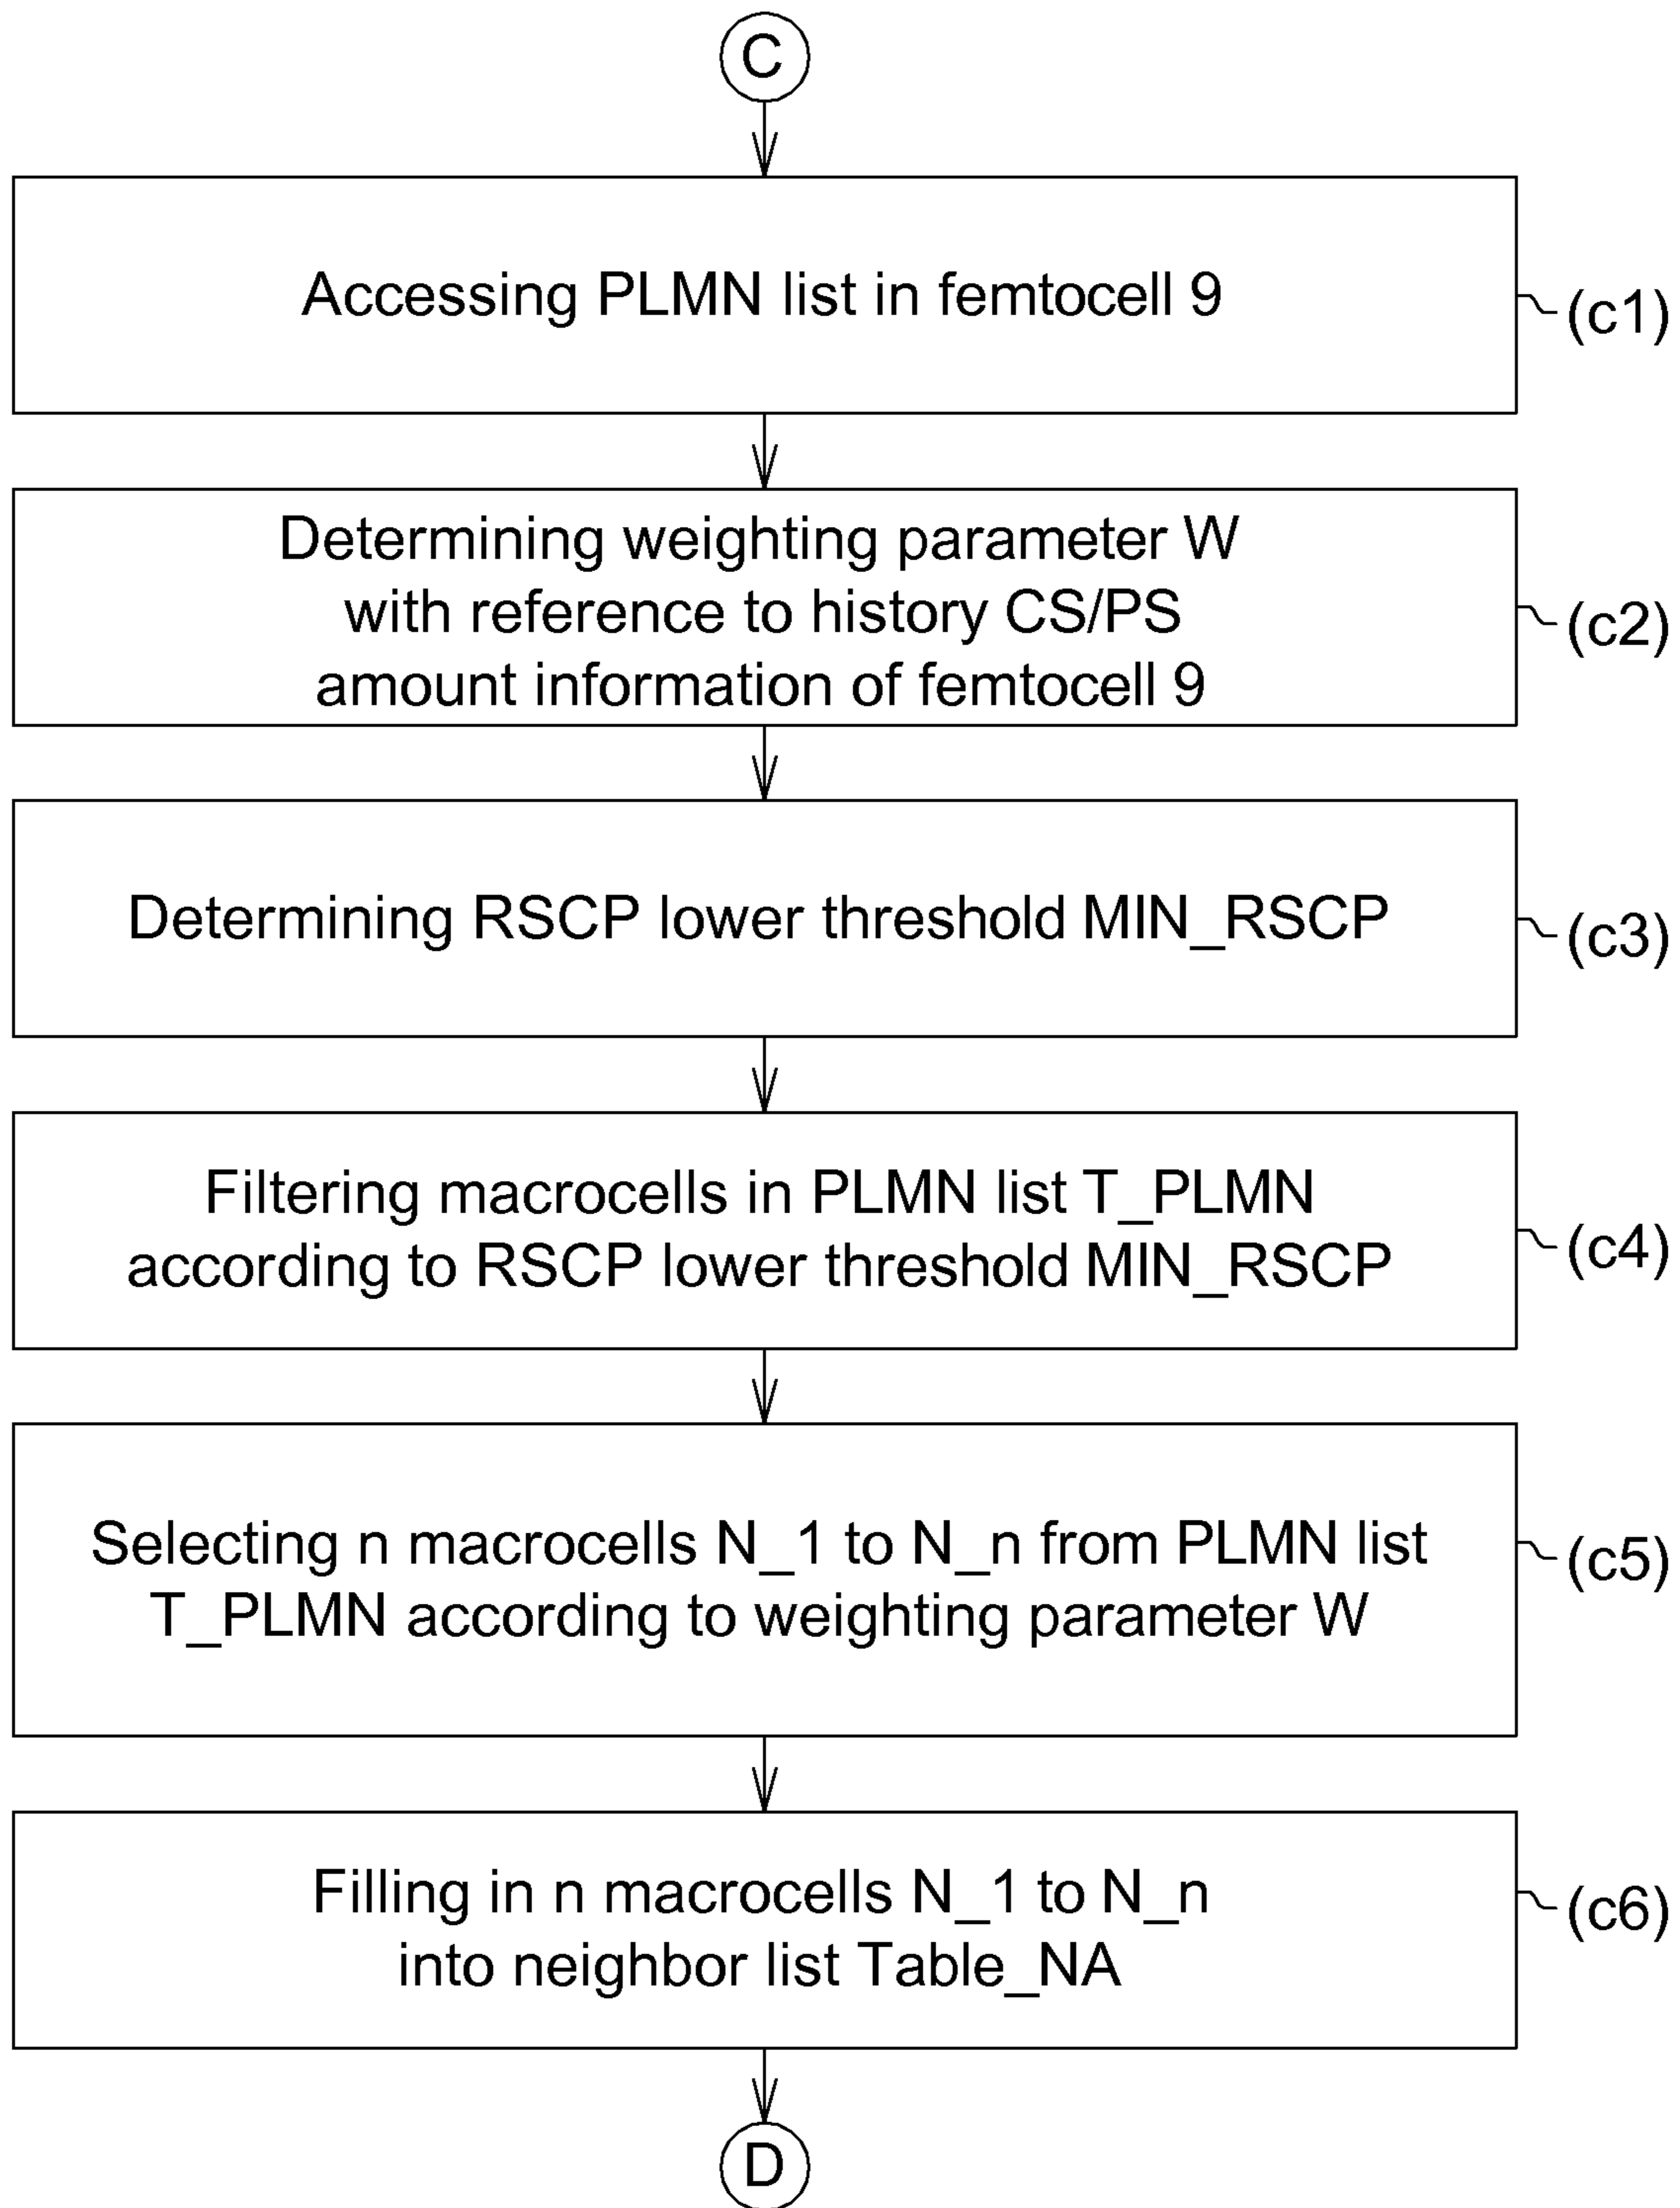 C
Accessing PLMN list in femtocell 9
(c1)
Determining weighting parameter W
with reference to history CS/PS
amount information of femtocell 9
(c2)
Determining RSCP lower threshold MIN_RSCP
(c3)
Filtering macrocells in PLMN list T_PLMN
according to RSCP lower threshold MIN_RSCP
(c4)
Selecting n macrocells N_1 to N_n from PLMN list
T_PLMN according to weighting parameter W
(c5)
Filling in n macrocells N_1 to N_n
into neighbor list Table_NA
(c6)
D